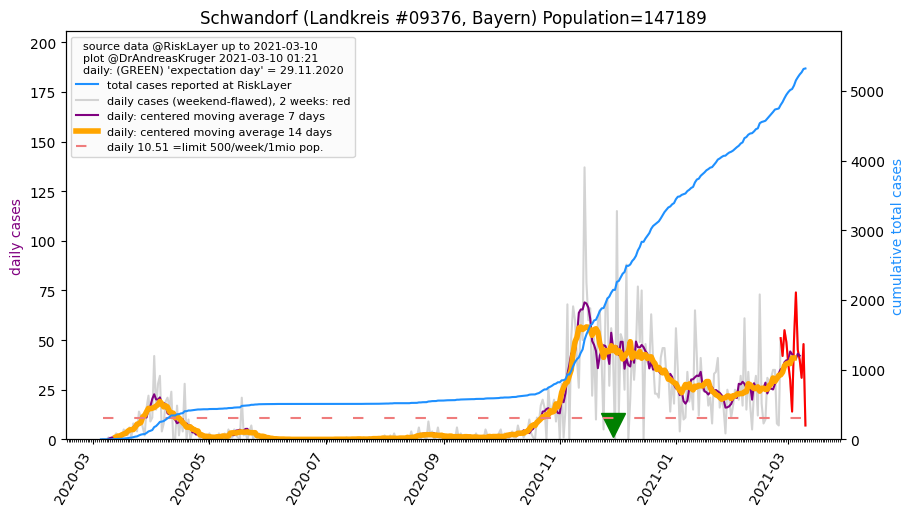 Schwandorf (Landkreis #09376, Bayern) Population=147189
source data @RiskLayer up to 2021-03-10
plot @DrAndreasKruger 2021-03-10 01:21
daily: (GREEN) 'expectation day' = 29.11.2020
total cases reported at RiskLayer
daily cases (weekend-flawed), 2 weeks: red
daily: centered moving average 7 days
daily: centered moving average 14 days
daily 10.51 =limit 500/week/1mio pop.
daily cases
200
175
150
125
100
75
50
25
0
cumulative total cases
5000
4000
3000
2000
1000
0
2020-03
2020-05
2020-07
2020-09
2020-11
2021-01
2021-03